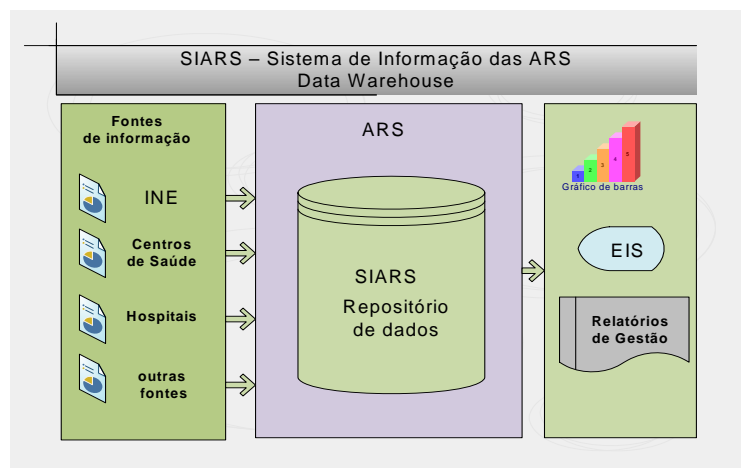 SIARS – Sistema de Informação das ARS
Data Warehouse
Fontes
de informação
INE
Centros
de Saúde
Hospitais
outras
fontes
ARS
SIARS
Repositório
de dados
1
2
3
4
5
Gráfico de barras
EIS
Relatórios
de Gestão